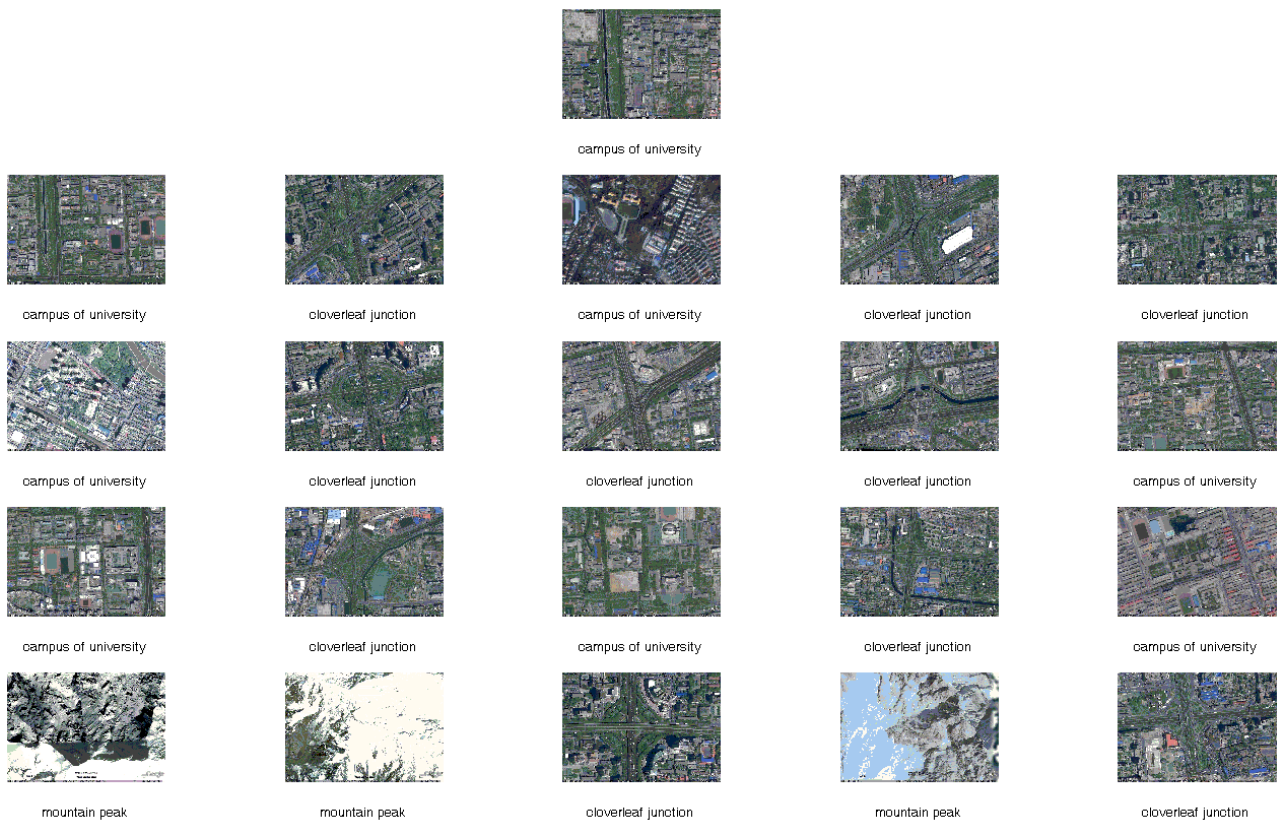 campus of university
campus of university cloverleaf junction campus of university cloverleaf junction cloverleaf junction
campus of university cloverleaf junction cloverleaf junction cloverleaf junction campus of university
campus of university cloverleaf junction campus of university cloverleaf junction campus of university
mountain peak mountain peak cloverleaf junction mountain peak cloverleaf junction